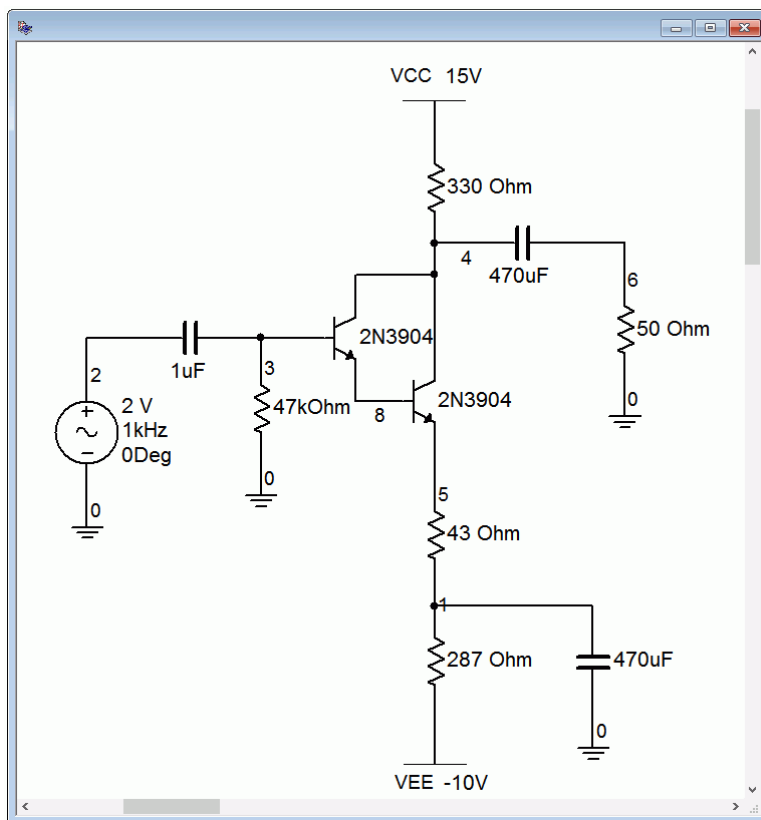 VCC 15V
330 Ohm
4
470uF
6
50 Ohm
0
2N3904
2
1uF
3
47kOhm
0
8
2N3904
2 V
1kHz
0Deg
0
5
43 Ohm
1
287 Ohm
470uF
0
VEE -10V